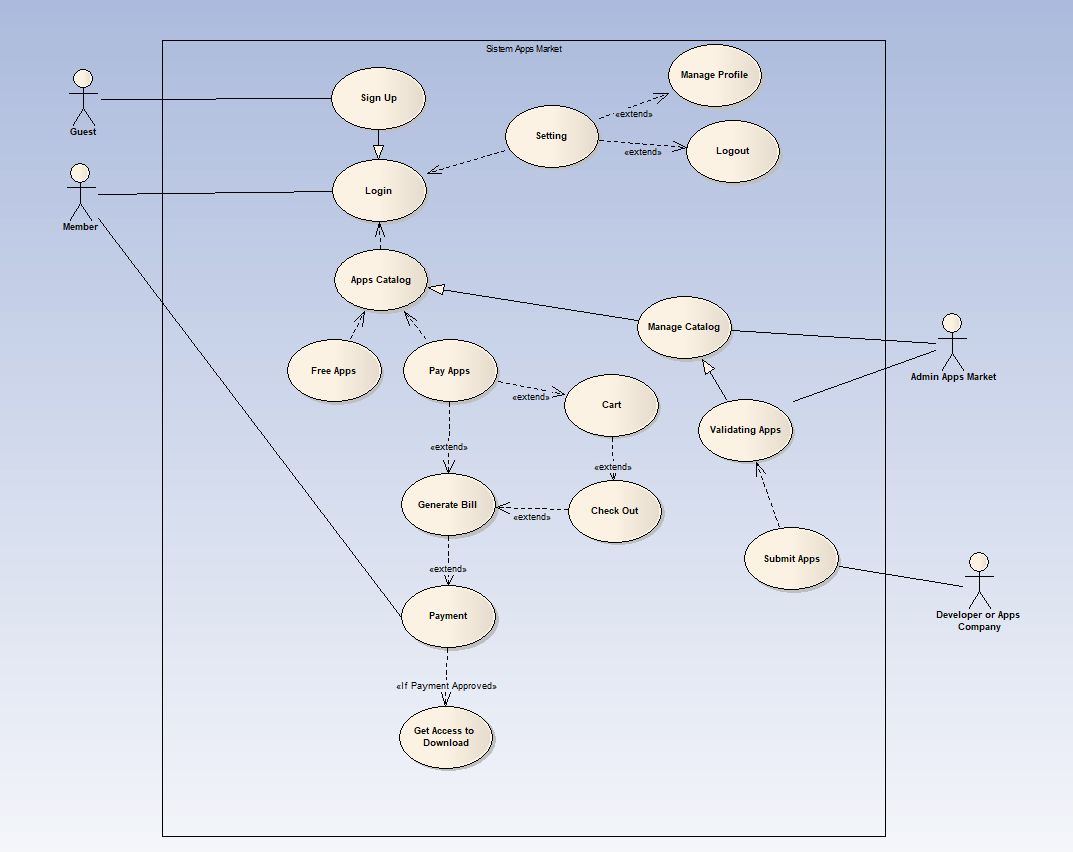 Sistem Apps Market
Manage Profile
Sign Up
«extend»
Guest
Setting
Logout
«extend»
Login
Member
Apps Catalog
Manage Catalog
Free Apps
Pay Apps
Admin Apps Market
«extend»
Cart
Validating Apps
«extend»
«extend»
Generate Bill
Check Out
«extend»
Submit Apps
«extend»
Payment
Developer or Apps
Company
«If Payment Approved»
Get Access to
Download